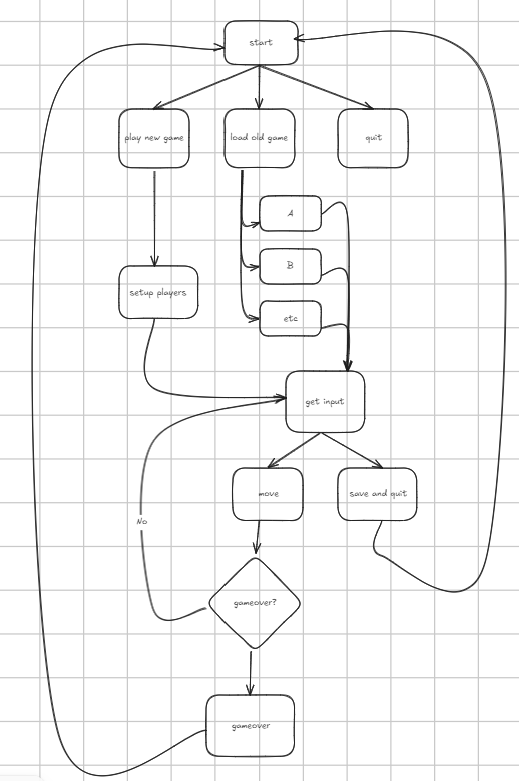 start
play new game
load old game
quit
A
B
setup players
etc
get input
move
save and quit
No
gameover?
gameover